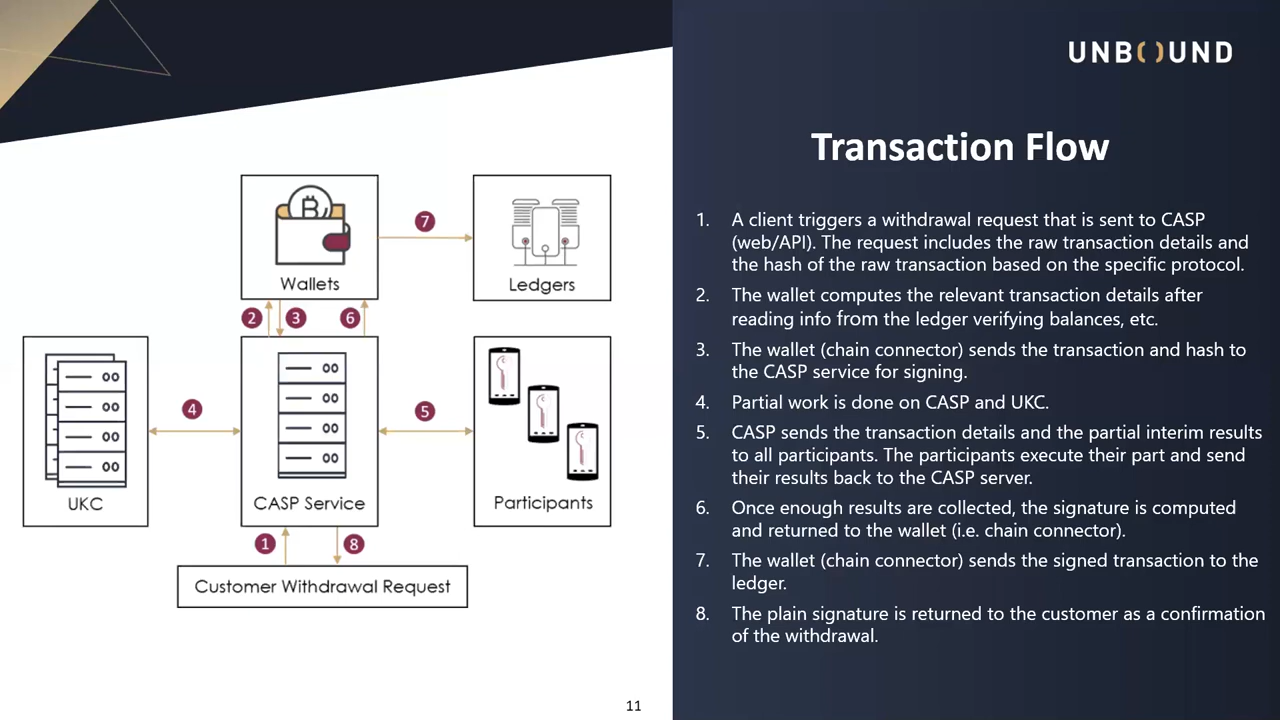 UNBOUND
Transaction Flow
7
Wallets
Ledgers
2
3
6
4
5
UKC
CASP Service
Participants
1
8
Customer Withdrawal Request
1. A client triggers a withdrawal request that is sent to CASP
(web/API). The request includes the raw transaction details and
the hash of the raw transaction based on the specific protocol.
2. The wallet computes the relevant transaction details after
reading info from the ledger verifying balances, etc.
3. The wallet (chain connector) sends the transaction and hash to
the CASP service for signing.
4. Partial work is done on CASP and UKC.
5. CASP sends the transaction details and the partial interim results
to all participants. The participants execute their part and send
their results back to the CASP server.
6. Once enough results are collected, the signature is computed
and returned to the wallet (i.e. chain connector).
7. The wallet (chain connector) sends the signed transaction to the
ledger.
8. The plain signature is returned to the customer as a confirmation
of the withdrawal.
11